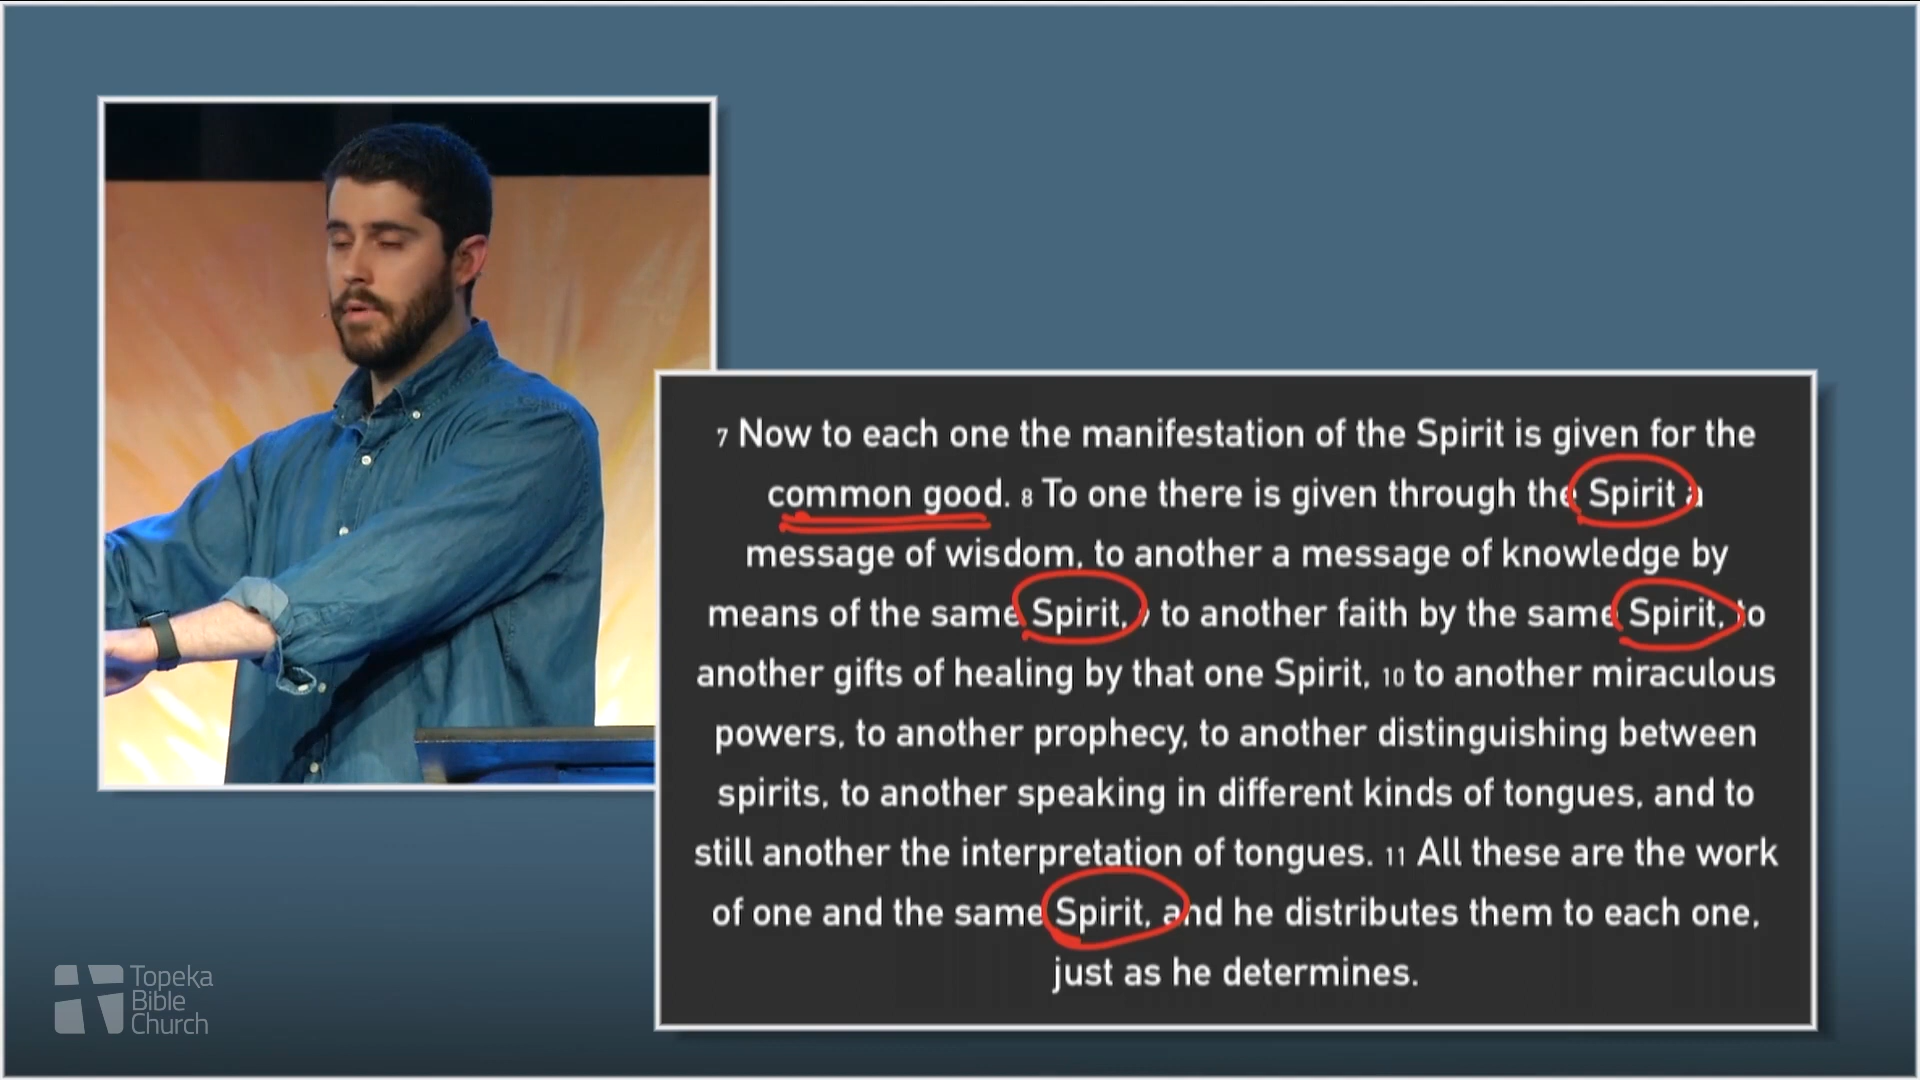 7 Now to each one the manifestation of the Spirit is given for the
common good. 8 To one there is given through the Spirit a
message of wisdom, to another a message of knowledge by
means of the same Spirit, 9 to another faith by the same Spirit, to
another gifts of healing by that one Spirit, 10 to another miraculous
powers, to another prophecy, to another distinguishing between
spirits, to another speaking in different kinds of tongues, and to
still another the interpretation of tongues. 11 All these are the work
of one and the same Spirit, and he distributes them to each one,
just as he determines.
Topeka
Bible
Church